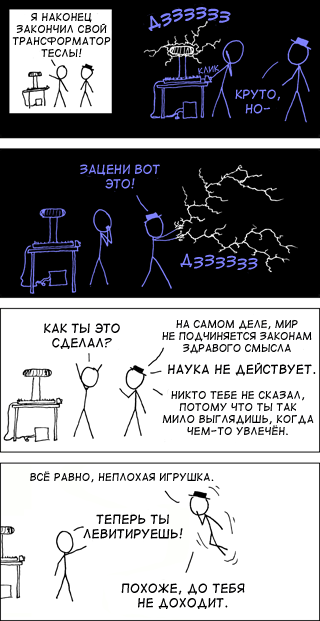 Я НАКОНЕЦ
ЗАКОНЧИЛ СВОЙ
ТРАНСФОРМАТОР
ТЕСЛЫ!
ДЗЗЗЗЗЗ
КЛИК
КРУТО,
НО-
ЗАЦЕНИ ВОТ
ЭТО!
ДЗЗЗЗЗЗ
КАК ТЫ ЭТО
СДЕЛАЛ?
НА САМОМ ДЕЛЕ, МИР
НЕ ПОДЧИНЯЕТСЯ ЗАКОНАМ
ЗДРАВОГО СМЫСЛА
НАУКА НЕ ДЕЙСТВУЕТ.
НИКТО ТЕБЕ НЕ СКАЗАЛ,
ПОТОМУ ЧТО ТЫ ТАК
МИЛО ВЫГЛЯДИШЬ, КОГДА
ЧЕМ-ТО УВЛЕЧЁН.
ВСЁ РАВНО, НЕПЛОХАЯ ИГРУШКА.
ТЕПЕРЬ ТЫ
ЛЕВИТИРУЕШЬ!
ПОХОЖЕ, ДО ТЕБЯ
НЕ ДОХОДИТ.